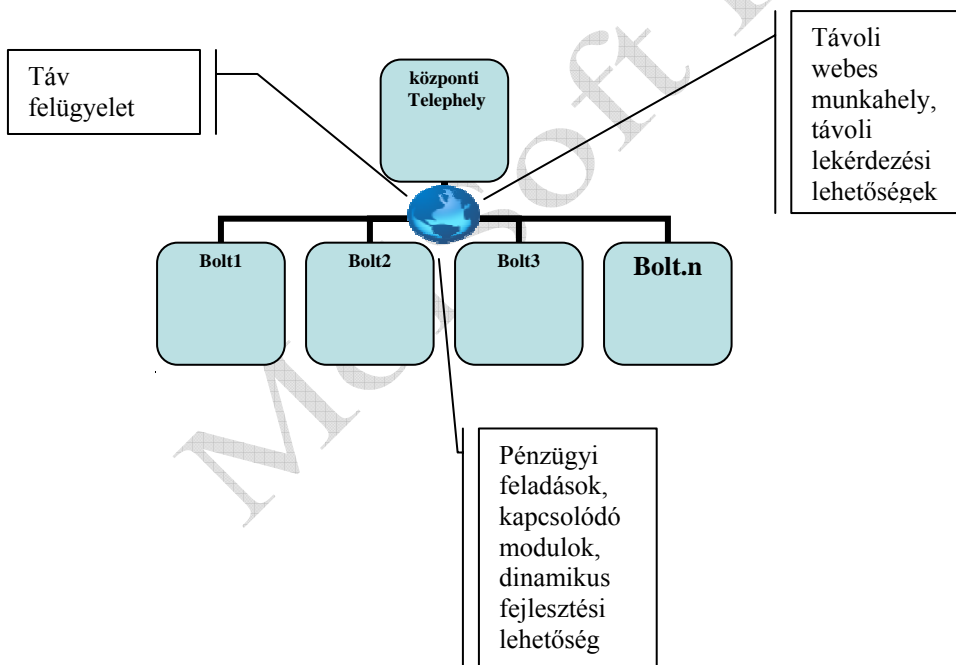 Táv
felügyelet
központi
Telephely
Távoli
webes
munkahely,
távoli
lekérdezési
lehetőségek
Bolt1
Bolt2
Bolt3
Bolt.n
Pénzügyi
feladások,
kapcsolódó
modulok,
dinamikus
fejlesztési
lehetőség